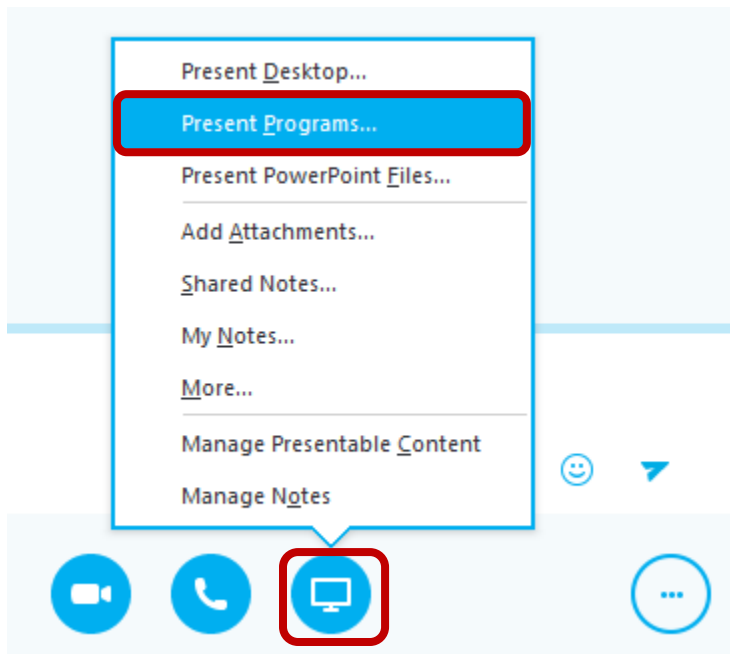 Present Desktop...
Present Programs...
Present PowerPoint Files...
Add Attachments...
Shared Notes...
My Notes...
More...
Manage Presentable Content
Manage Notes